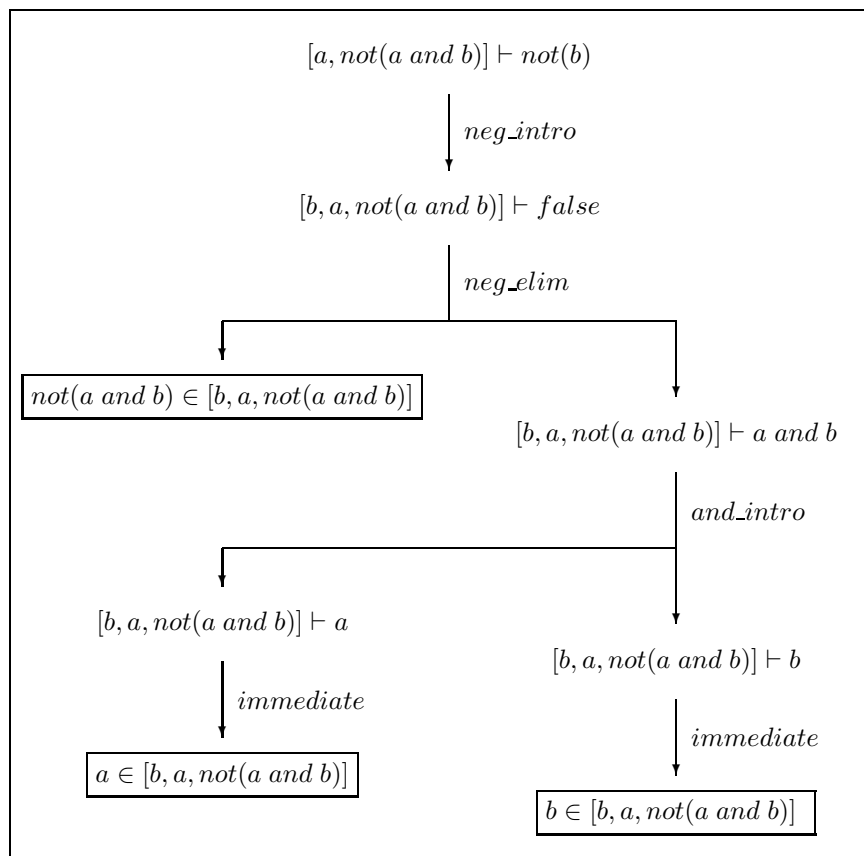 [a, not(a and b)] ⊢ not(b)
neg_intro
[b, a, not(a and b)] ⊢ false
neg_elim
not(a and b) ∈ [b, a, not(a and b)]
[b, a, not(a and b)] ⊢ a and b
and_intro
[b, a, not(a and b)] ⊢ a
[b, a, not(a and b)] ⊢ b
immediate
immediate
a ∈ [b, a, not(a and b)]
b ∈ [b, a, not(a and b)]